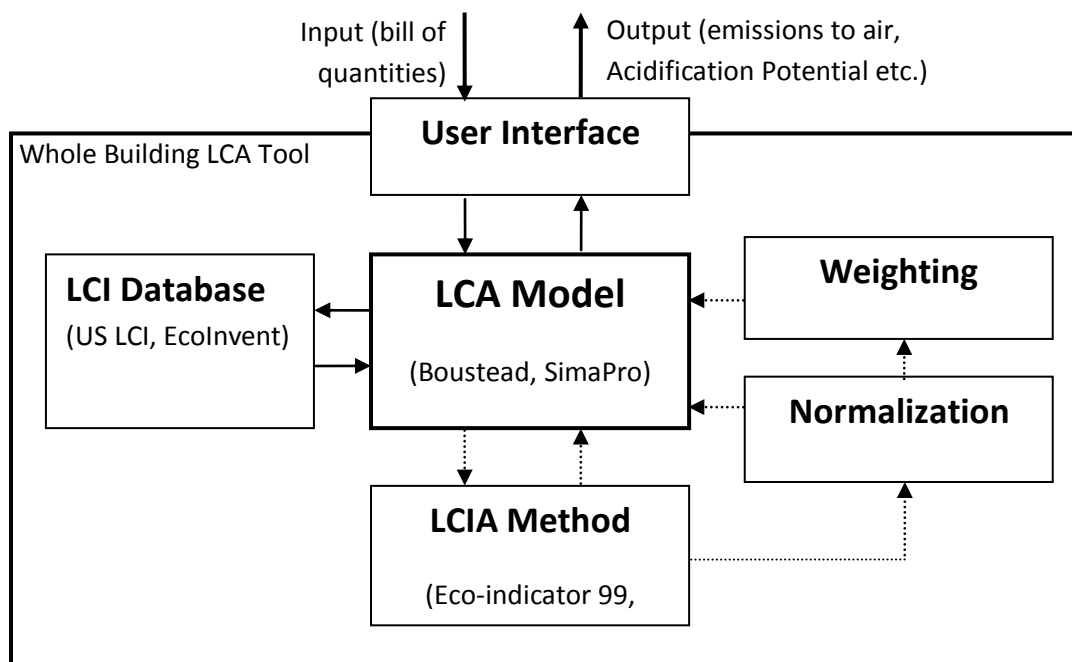 Input (bill of
quantities)
Output (emissions to air,
Acidification Potential etc.)
User Interface
Whole Building LCA Tool
LCI Database
(US LCI, EcoInvent)
LCA Model
(Boustead, SimaPro)
Weighting
Normalization
LCIA Method
(Eco-indicator 99,